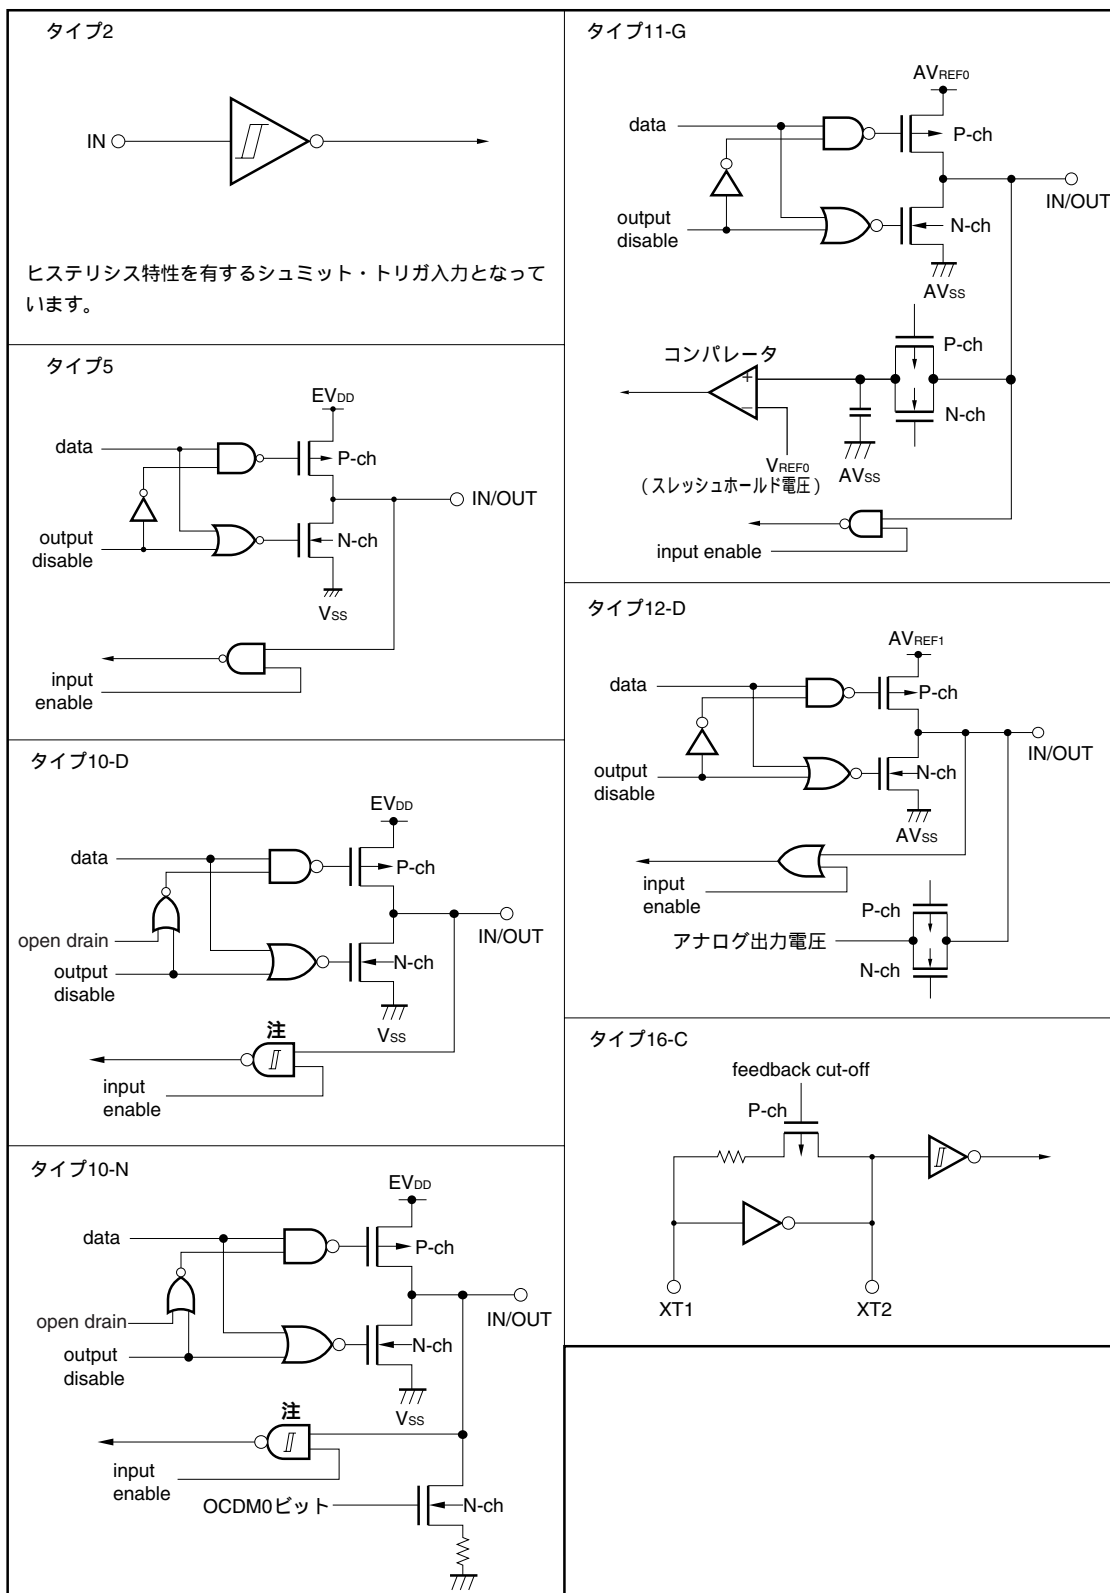 タイプ2
IN
ヒステリシス特性を有するシュミット・トリガ入力となって
います。
タイプ5
EVDD
data
P-ch
IN/OUT
output
disable
N-ch
VSS
input
enable
タイプ10-D
EVDD
data
P-ch
open drain
IN/OUT
output
disable
N-ch
VSS
注
input
enable
タイプ10-N
EVDD
data
P-ch
open drain
IN/OUT
output
disable
N-ch
VSS
注
input
enable
OCDM0ビット
N-ch
タイプ11-G
AVREF0
data
P-ch
IN/OUT
output
disable
N-ch
AVSS
P-ch
コンパレータ
+
−
N-ch
VREF0
(スレッシュホールド電圧)
AVSS
input enable
タイプ12-D
AVREF1
data
P-ch
IN/OUT
output
disable
N-ch
AVSS
input
enable
P-ch
アナログ出力電圧
N-ch
タイプ16-C
feedback cut-off
P-ch
XT1
XT2